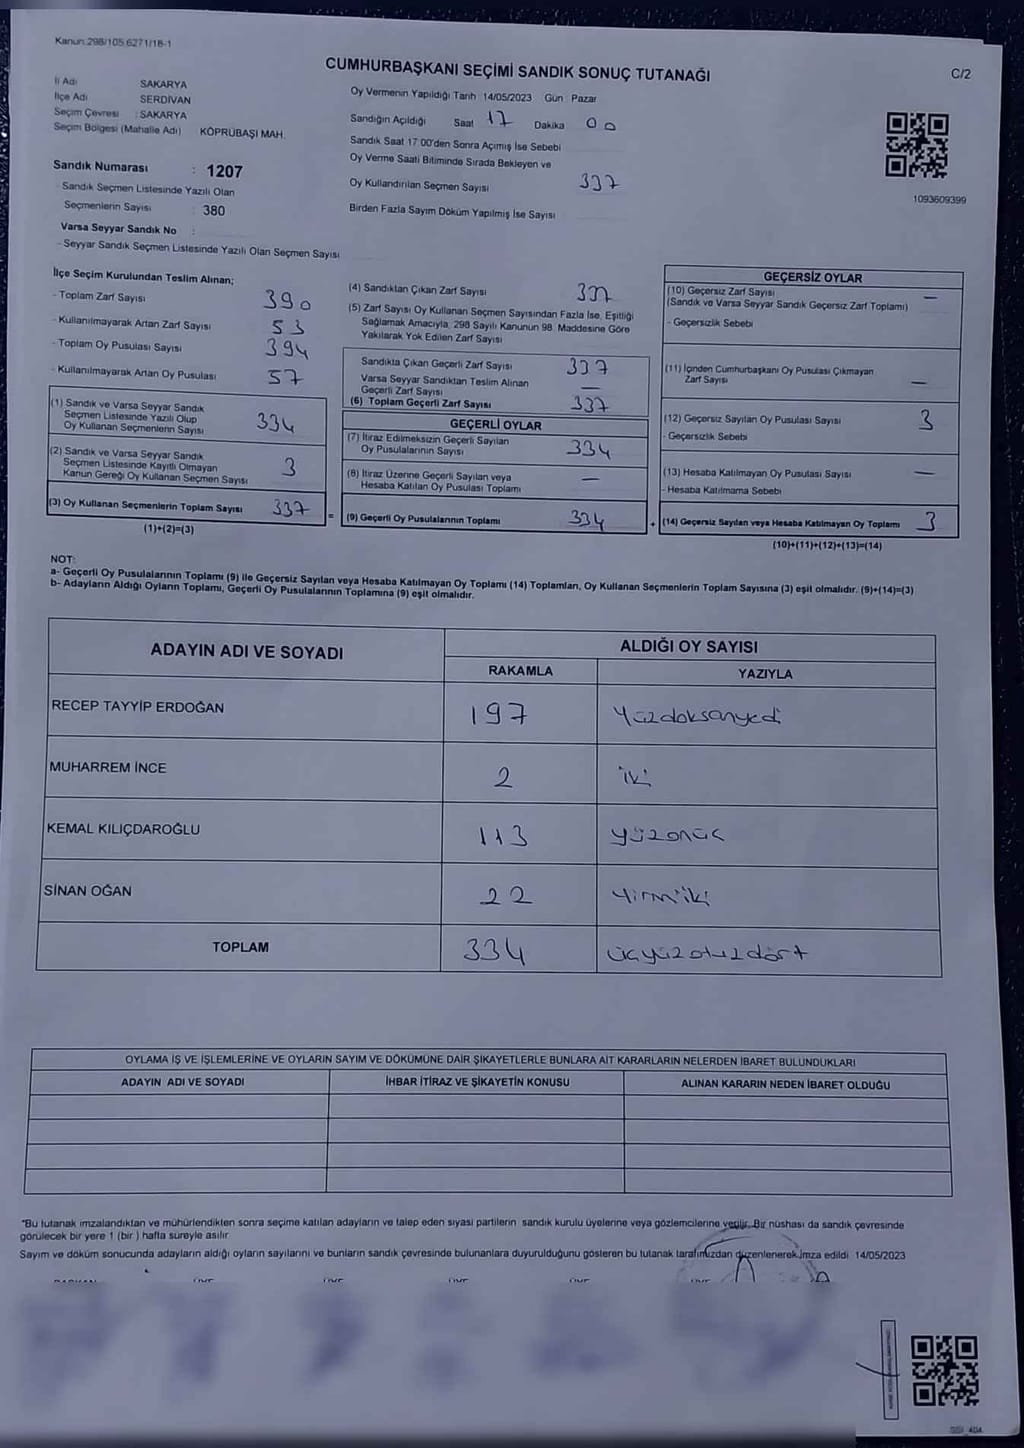 Kanun:298/105,6271/18-1
C/2
CUMHURBAŞKANI SEÇİMİ SANDIK SONUÇ TUTANAĞI
İl Adı SAKARYA
İlçe Adı SERDİVAN
Seçim Çevresi : SAKARYA
Seçim Bölgesi (Mahalle Adı) KÖPRÜBAŞI MAH.
Sandık Numarası : 1207
- Sandık Seçmen Listesinde Yazılı Olan
Seçmenlerin Sayısı 380
Varsa Seyyar Sandık No :
- Seyyar Sandık Seçmen Listesinde Yazılı Olan Seçmen Sayısı
Oy Vermenin Yapıldığı Tarih 14/05/2023 Gün : Pazar
Sandığın Açıldığı Saat 17 Dakika 00
Sandık Saat 17:00'den Sonra Açımış İse Sebebi
Oy Verme Saati Bitiminde Sırada Bekleyen ve
Oy Kullandırılan Seçmen Sayısı 337
Birden Fazla Sayım Döküm Yapılmış İse Sayısı
1093609399
İlçe Seçim Kurulundan Teslim Alınan;
- Toplam Zarf Sayısı 390
- Kullanılmayarak Artan Zarf Sayısı 53
- Toplam Oy Pusulası Sayısı 394
- Kullanılmayarak Artan Oy Pusulası 57
(1) Sandık ve Varsa Seyyar Sandık
Seçmen Listesinde Yazılı Olup
Oy Kullanan Seçmenlerin Sayısı 334
(2) Sandık ve Varsa Seyyar Sandık
Seçmen Listesinde Kayıtlı Olmayan
Kanun Gereği Oy Kullanan Seçmen Sayısı 3
(3) Oy Kullanan Seçmenlerin Toplam Sayısı 337
(1)+(2)=(3)
=
(4) Sandıktan Çıkan Zarf Sayısı 337
(5) Zarf Sayısı Oy Kullanan Seçmen Sayısından Fazla İse, Eşitliği
Sağlamak Amacıyla, 298 Sayılı Kanunun 98. Maddesine Göre
Yakılarak Yok Edilen Zarf Sayısı
Sandıkta Çıkan Geçerli Zarf Sayısı 337
Varsa Seyyar Sandıktan Teslim Alınan
Geçerli Zarf Sayısı —
(6) Toplam Geçerli Zarf Sayısı 337
GEÇERLİ OYLAR
(7) İtiraz Edilmeksizin Geçerli Sayılan
Oy Pusulalarının Sayısı 334
(8) İtiraz Üzerine Geçerli Sayılan veya
Hesaba Katılan Oy Pusulası Toplamı —
(9) Geçerli Oy Pusulalarının Toplamı 334
+
GEÇERSİZ OYLAR
(10) Geçersiz Zarf Sayısı —
(Sandık ve Varsa Seyyar Sandık Geçersiz Zarf Toplamı)
- Geçersizlik Sebebi
(11) İçinden Cumhurbaşkanı Oy Pusulası Çıkmayan
Zarf Sayısı —
(12) Geçersiz Sayılan Oy Pusulası Sayısı 3
- Geçersizlik Sebebi
(13) Hesaba Katılmayan Oy Pusulası Sayısı —
- Hesaba Katılmama Sebebi
(14) Geçersiz Sayılan veya Hesaba Katılmayan Oy Toplamı 3
(10)+(11)+(12)+(13)=(14)
NOT:
a- Geçerli Oy Pusulalarının Toplamı (9) ile Geçersiz Sayılan veya Hesaba Katılmayan Oy Toplamı (14) Toplamları, Oy Kullanan Seçmenlerin Toplam Sayısına (3) eşit olmalıdır. (9)+(14)=(3)
b- Adayların Aldığı Oyların Toplamı, Geçerli Oy Pusulalarının Toplamına (9) eşit olmalıdır.
ADAYIN ADI VE SOYADI ALDIĞI OY SAYISI
RAKAMLA YAZIYLA
RECEP TAYYİP ERDOĞAN 197 Yüzdoksanyedi
MUHARREM İNCE 2 iki
KEMAL KILIÇDAROĞLU 113 yüzonüç
SİNAN OĞAN 22 Yirmiiki
TOPLAM 334 üçyüzotuzdört
OYLAMA İŞ VE İŞLEMLERİNE VE OYLARIN SAYIM VE DÖKÜMÜNE DAİR ŞİKAYETLERLE BUNLARA AİT KARARLARIN NELERDEN İBARET BULUNDUKLARI
ADAYIN ADI VE SOYADI İHBAR İTİRAZ VE ŞİKAYETİN KONUSU ALINAN KARARIN NEDEN İBARET OLDUĞU
"Bu tutanak imzalandıktan ve mühürlendikten sonra seçime katılan adayların ve talep eden siyasi partilerin sandık kurulu üyelerine veya gözlemcilerine verilir. Bir nüshası da sandık çevresinde
görülecek bir yere 1 (bir ) hafta süreyle asılır
Sayım ve döküm sonucunda adayların aldığı oyların sayılarını ve bunların sandık çevresinde bulunanlara duyurulduğunu gösteren bu tutanak tarafımızdan düzenlenerek imza edildi 14/05/2023